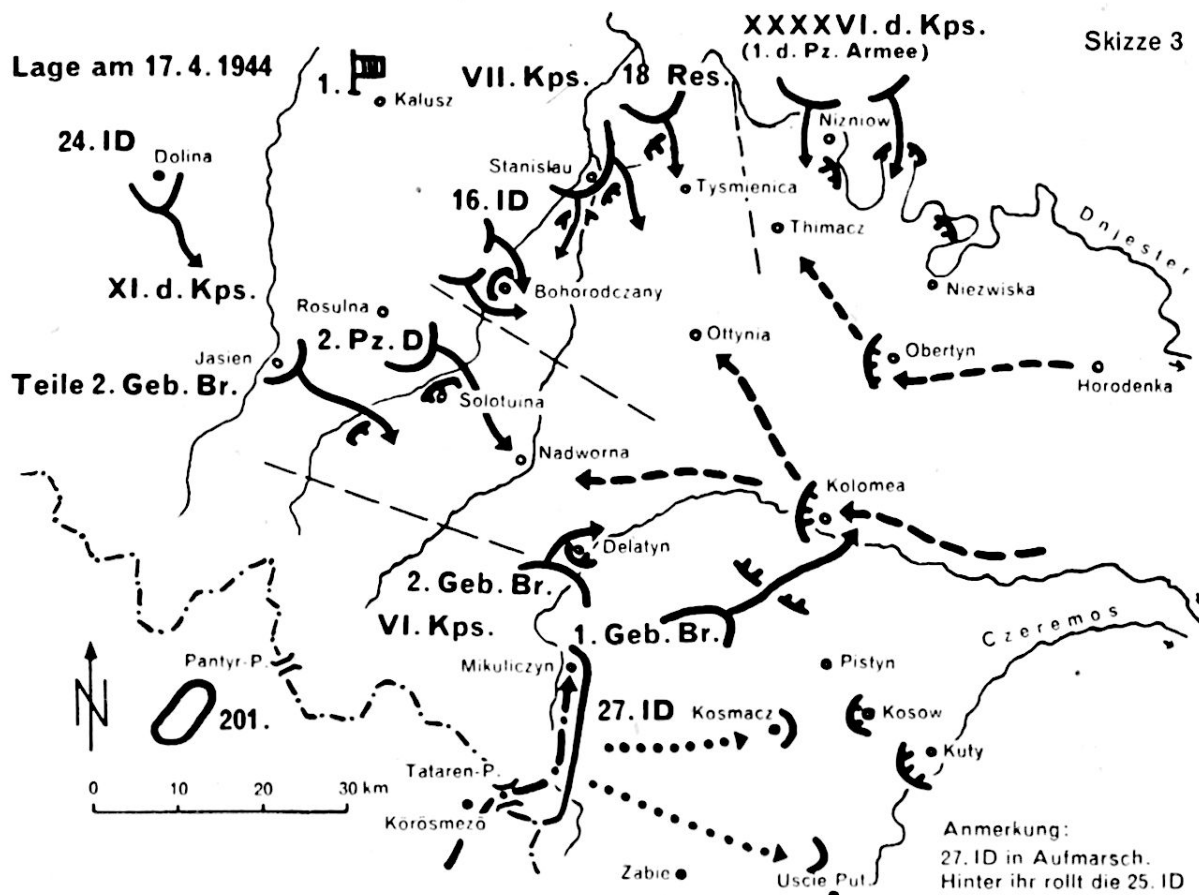 XXXXVI. d. Kps.
(1. d. Pz. Armee)
Skizze 3
Lage am 17.4.1944
1.
Kalusz
VII. Kps.
18 Res.
Nizniow
24. ID
Dolina
Stanislau
Tysmienica
16. ID
Thimacz
Dnjester
XI. d. Kps.
Bohorodczany
Niezwiska
Rosulna
2. Pz. D
Ottynia
Obertyn
Jasien
Horodenka
Teile 2. Geb. Br.
Solotuina
Nadworna
Kolomea
Delatyn
2. Geb. Br.
VI. Kps.
1. Geb. Br.
Czeremos
Mikuliczyn
Pistyn
Pantyr-P.
N
201.
27. ID
Kosmacz
Kosow
Kuty
Tataren-P.
0 10 20 30 km
Körösmezö
Zabie
Uscie Put.
Anmerkung:
27. ID in Aufmarsch.
Hinter ihr rollt die 25. ID